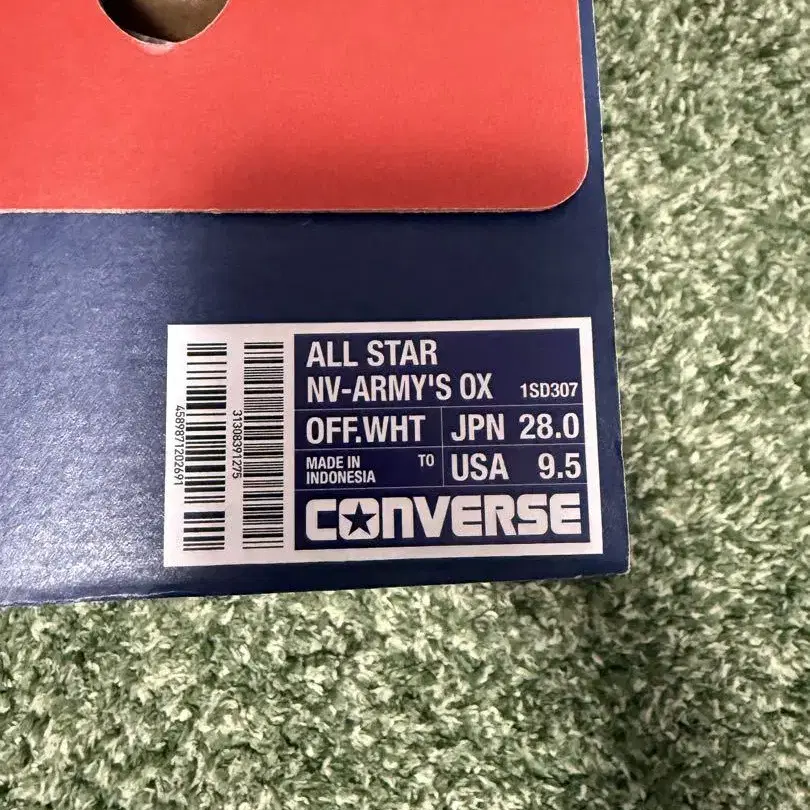 ALL STAR
NV-ARMY'S OX 1SD307
OFF.WHT JPN 28.0
MADE IN INDONESIA TO USA 9.5
CONVERSE
4589871202691
31308391275